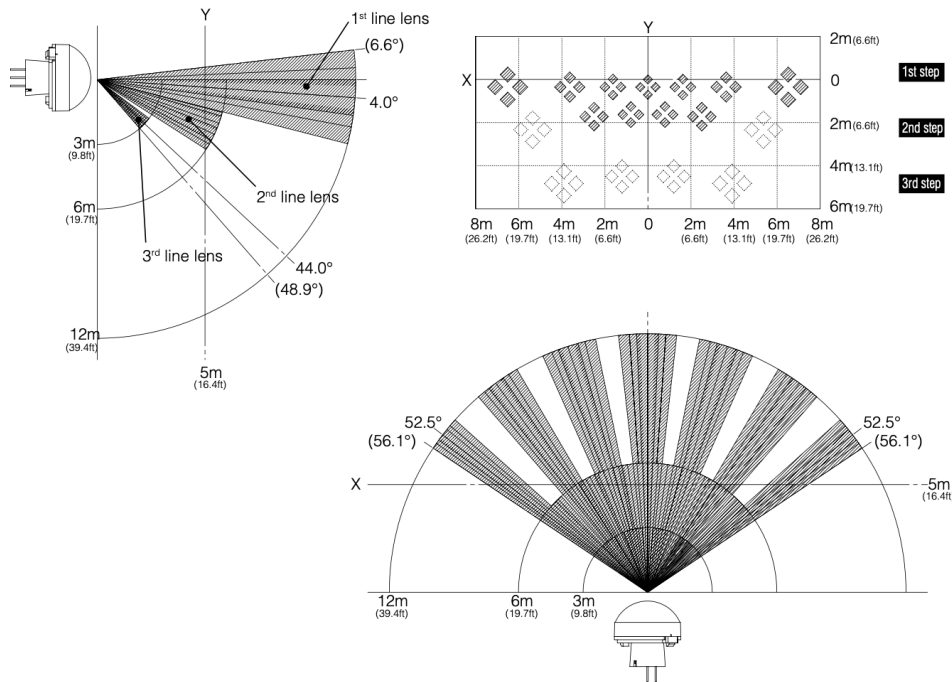 Y
1st line lens
(6.6°)
4.0°
3m
(9.8ft)
6m
(19.7ft)
2nd line lens
3rd line lens
44.0°
(48.9°)
12m
(39.4ft)
5m
(16.4ft)
Y
2m(6.6ft)
X
0
1st step
2m(6.6ft)
2nd step
4m(13.1ft)
3rd step
6m(19.7ft)
8m 6m 4m 2m 0 2m 4m 6m 8m
(26.2ft) (19.7ft) (13.1ft) (6.6ft) (6.6ft) (13.1ft) (19.7ft) (26.2ft)
52.5°
(56.1°)
52.5°
(56.1°)
X
5m
(16.4ft)
12m 6m 3m
(39.4ft) (19.7ft) (9.8ft)